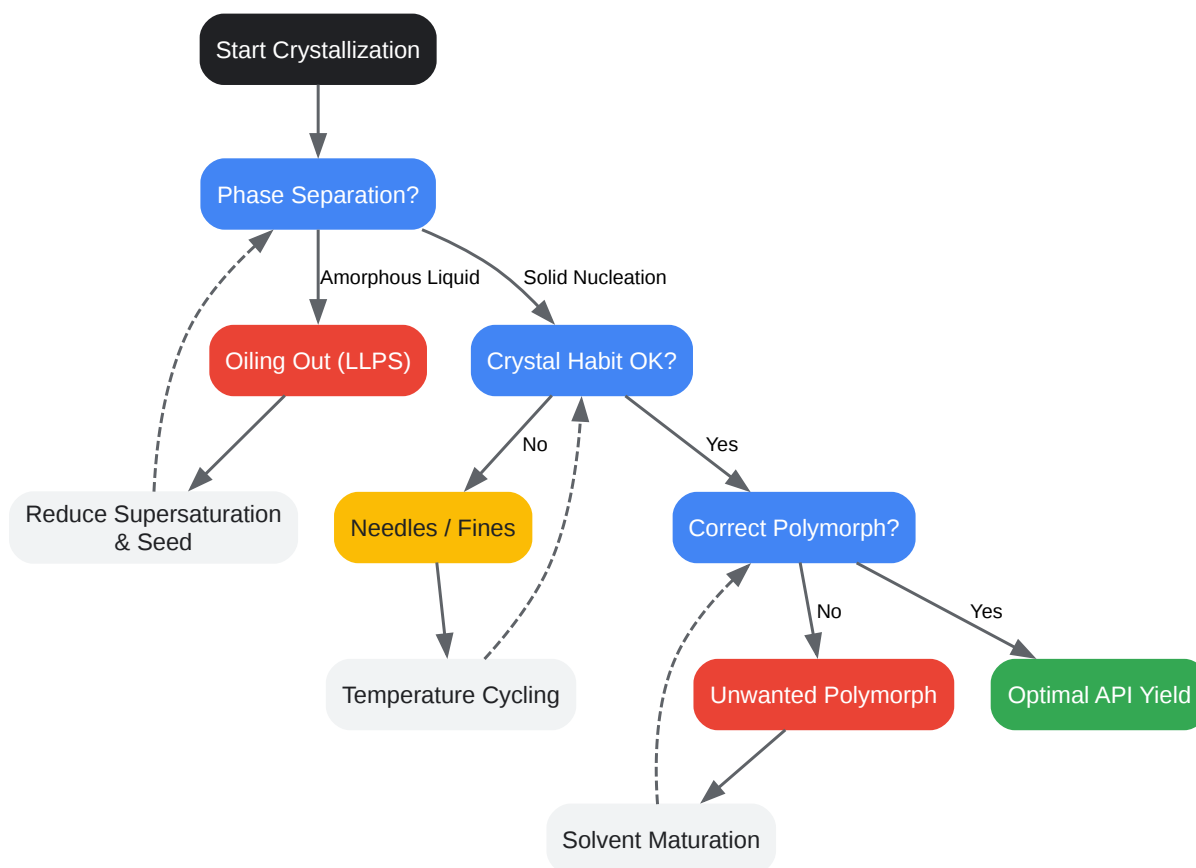 Start Crystallization
Phase Separation?
Amorphous Liquid
Solid Nucleation
Oiling Out (LLPS)
Crystal Habit OK?
No
Yes
Reduce Supersaturation
& Seed
Needles / Fines
Correct Polymorph?
No
Yes
Temperature Cycling
Unwanted Polymorph
Optimal API Yield
Solvent Maturation